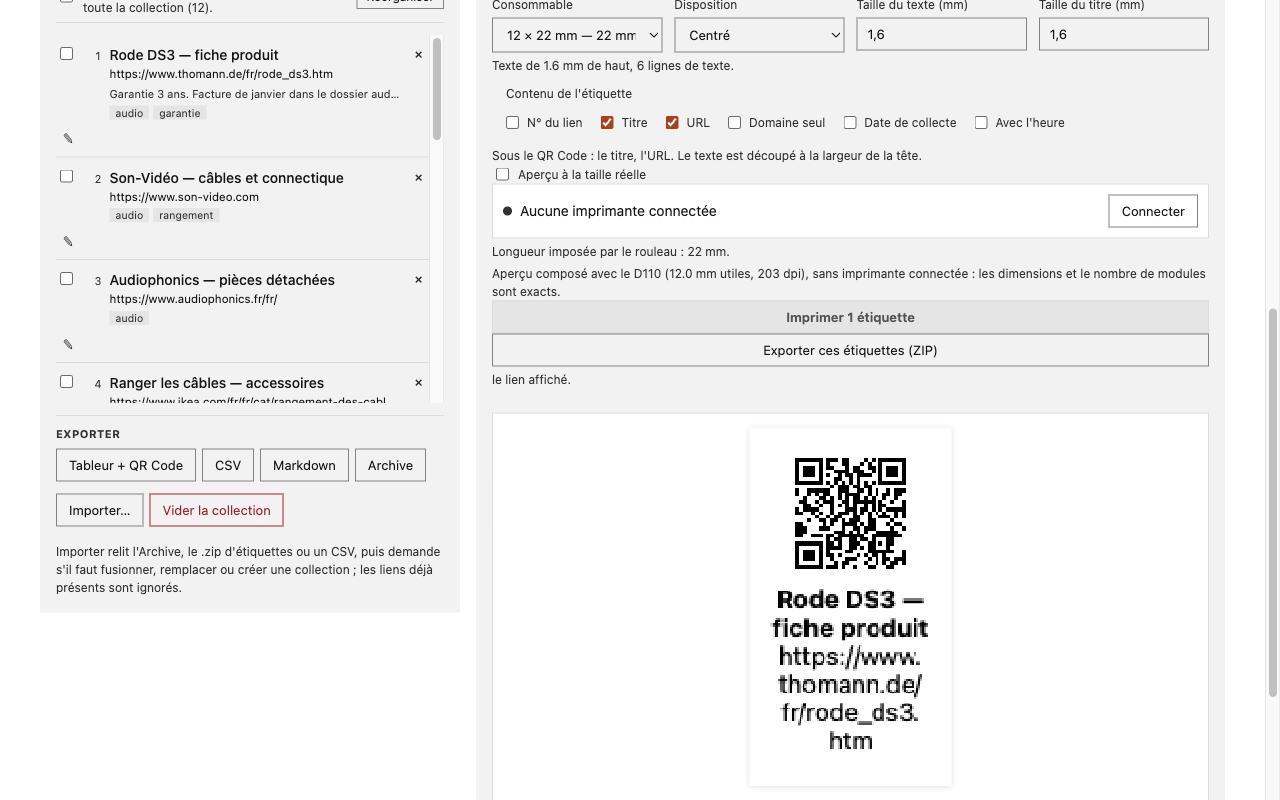 toute la collection (12).
Réorganiser
1 Rode DS3 — fiche produit ×
https://www.thomann.de/fr/rode_ds3.htm
Garantie 3 ans. Facture de janvier dans le dossier aud…
audio garantie
✎
2 Son-Vidéo — câbles et connectique ×
https://www.son-video.com
audio rangement
✎
3 Audiophonics — pièces détachées ×
https://www.audiophonics.fr/fr/
audio
✎
4 Ranger les câbles — accessoires ×
https://www.ikea.com/fr/fr/cat/rangement-des-cabl
EXPORTER
Tableur + QR Code CSV Markdown Archive
Importer… Vider la collection
Importer relit l'Archive, le .zip d'étiquettes ou un CSV, puis demande
s'il faut fusionner, remplacer ou créer une collection ; les liens déjà
présents sont ignorés.
Consommable Disposition Taille du texte (mm) Taille du titre (mm)
12 × 22 mm — 22 mm Centré 1,6 1,6
Texte de 1.6 mm de haut, 6 lignes de texte.
Contenu de l'étiquette
N° du lien Titre URL Domaine seul Date de collecte Avec l'heure
Sous le QR Code : le titre, l'URL. Le texte est découpé à la largeur de la tête.
Aperçu à la taille réelle
Aucune imprimante connectée Connecter
Longueur imposée par le rouleau : 22 mm.
Aperçu composé avec le D110 (12.0 mm utiles, 203 dpi), sans imprimante connectée : les dimensions et le nombre de modules
sont exacts.
Imprimer 1 étiquette
Exporter ces étiquettes (ZIP)
le lien affiché.
Rode DS3 —
fiche produit
https://www.
thomann.de/
fr/rode_ds3.
htm